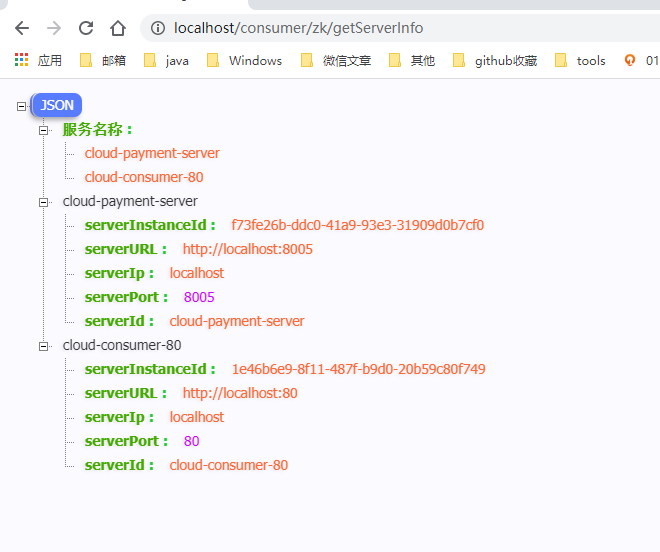 localhost/consumer/zk/getServerInfo
应用 邮箱 java Windows 微信文章 其他 github收藏 tools 01
JSON
服务名称 :
cloud-payment-server
cloud-consumer-80
cloud-payment-server
serverInstanceId : f73fe26b-ddc0-41a9-93e3-31909d0b7cf0
serverURL : http://localhost:8005
serverIp : localhost
serverPort : 8005
serverId : cloud-payment-server
cloud-consumer-80
serverInstanceId : 1e46b6e9-8f11-487f-b9d0-20b59c80f749
serverURL : http://localhost:80
serverIp : localhost
serverPort : 80
serverId : cloud-consumer-80